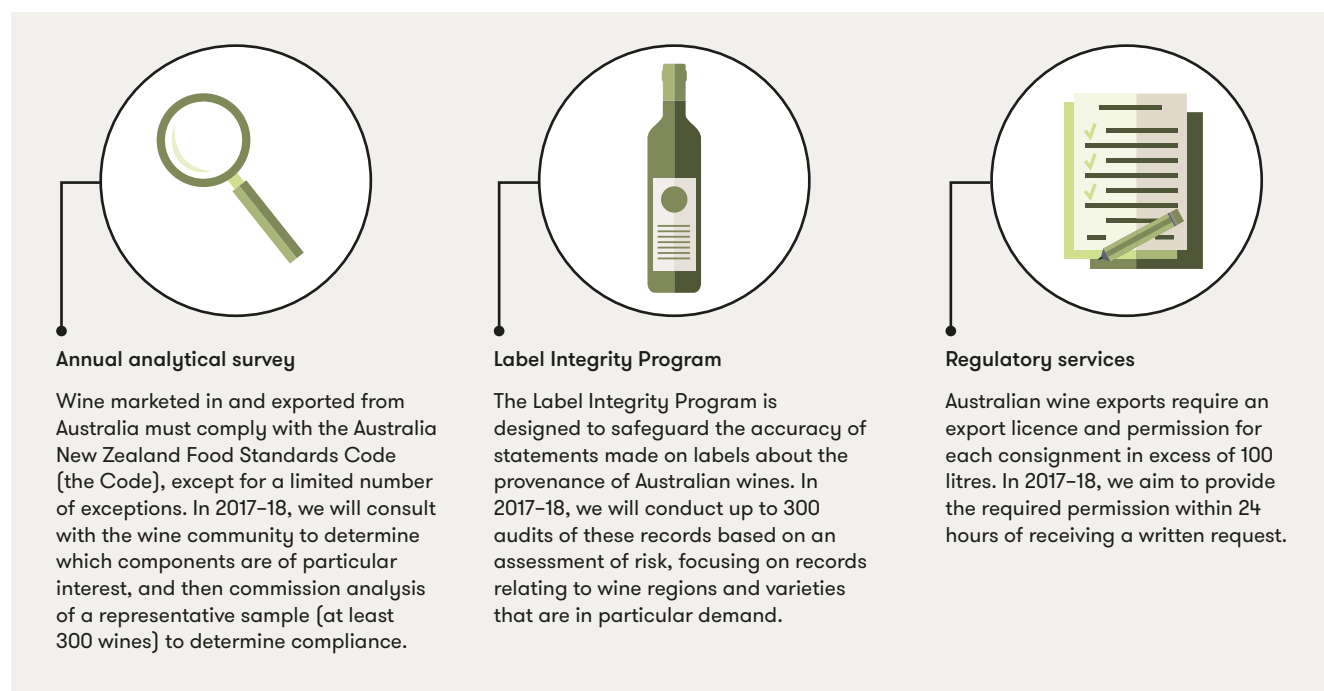 Annual analytical survey
Wine marketed in and exported from
Australia must comply with the Australia
New Zealand Food Standards Code
(the Code), except for a limited number
of exceptions. In 2017–18, we will consult
with the wine community to determine
which components are of particular
interest, and then commission analysis
of a representative sample (at least
300 wines) to determine compliance.
Label Integrity Program
The Label Integrity Program is
designed to safeguard the accuracy of
statements made on labels about the
provenance of Australian wines. In
2017–18, we will conduct up to 300
audits of these records based on an
assessment of risk, focusing on records
relating to wine regions and varieties
that are in particular demand.
Regulatory services
Australian wine exports require an
export licence and permission for
each consignment in excess of 100
litres. In 2017–18, we aim to provide
the required permission within 24
hours of receiving a written request.